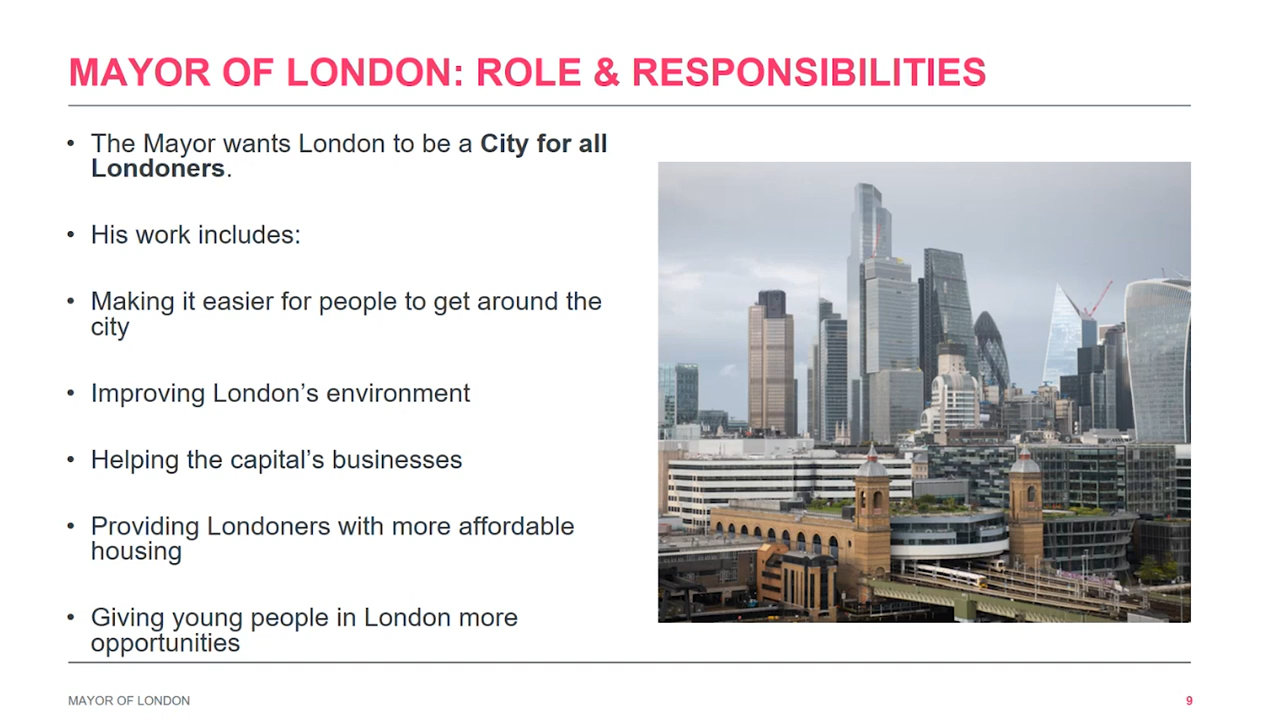 MAYOR OF LONDON: ROLE & RESPONSIBILITIES
• The Mayor wants London to be a City for all
Londoners.
• His work includes:
• Making it easier for people to get around the
city
• Improving London’s environment
• Helping the capital’s businesses
• Providing Londoners with more affordable
housing
• Giving young people in London more
opportunities
MAYOR OF LONDON
9